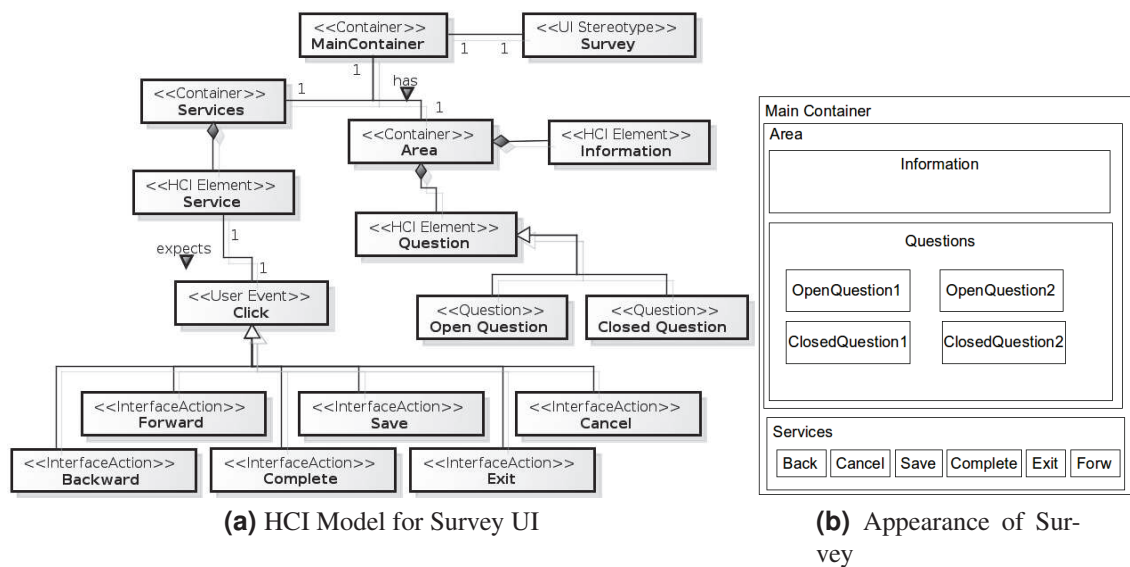 <<Container>>
MainContainer
<<UI Stereotype>>
Survey
1
1
1
<<Container>>
Services
1
has
1
<<Container>>
Area
<<HCI Element>>
Information
<<HCI Element>>
Service
<<HCI Element>>
Question
1
expects
1
<<User Event>>
Click
<<Question>>
Open Question
<<Question>>
Closed Question
<<InterfaceAction>>
Forward
<<InterfaceAction>>
Save
<<InterfaceAction>>
Cancel
<<InterfaceAction>>
Backward
<<InterfaceAction>>
Complete
<<InterfaceAction>>
Exit
(a) HCI Model for Survey UI
Main Container
Area
Information
Questions
OpenQuestion1
OpenQuestion2
ClosedQuestion1
ClosedQuestion2
Services
Back
Cancel
Save
Complete
Exit
Forw
(b) Appearance of Sur-
vey